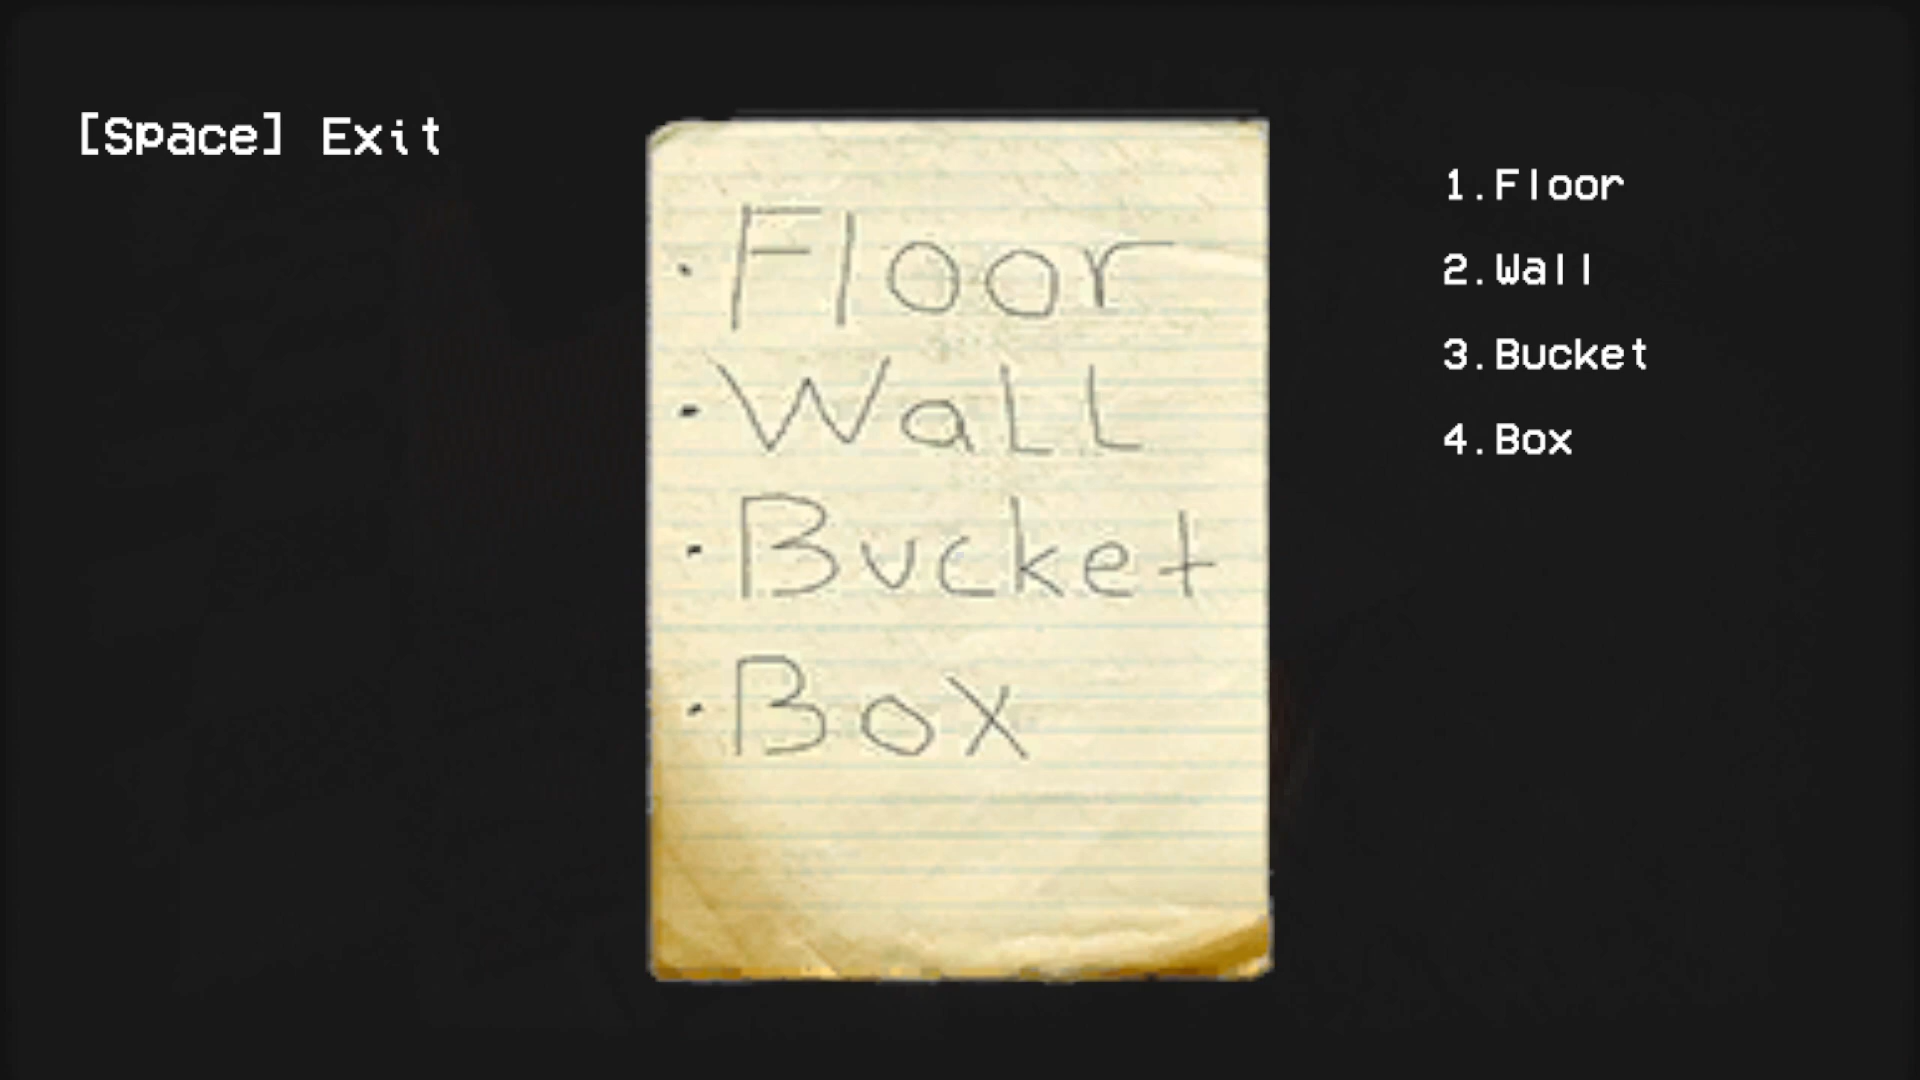 [Space] Exit
· Floor
· Wall
· Bucket
· Box
1.Floor
2.Wall
3.Bucket
4.Box